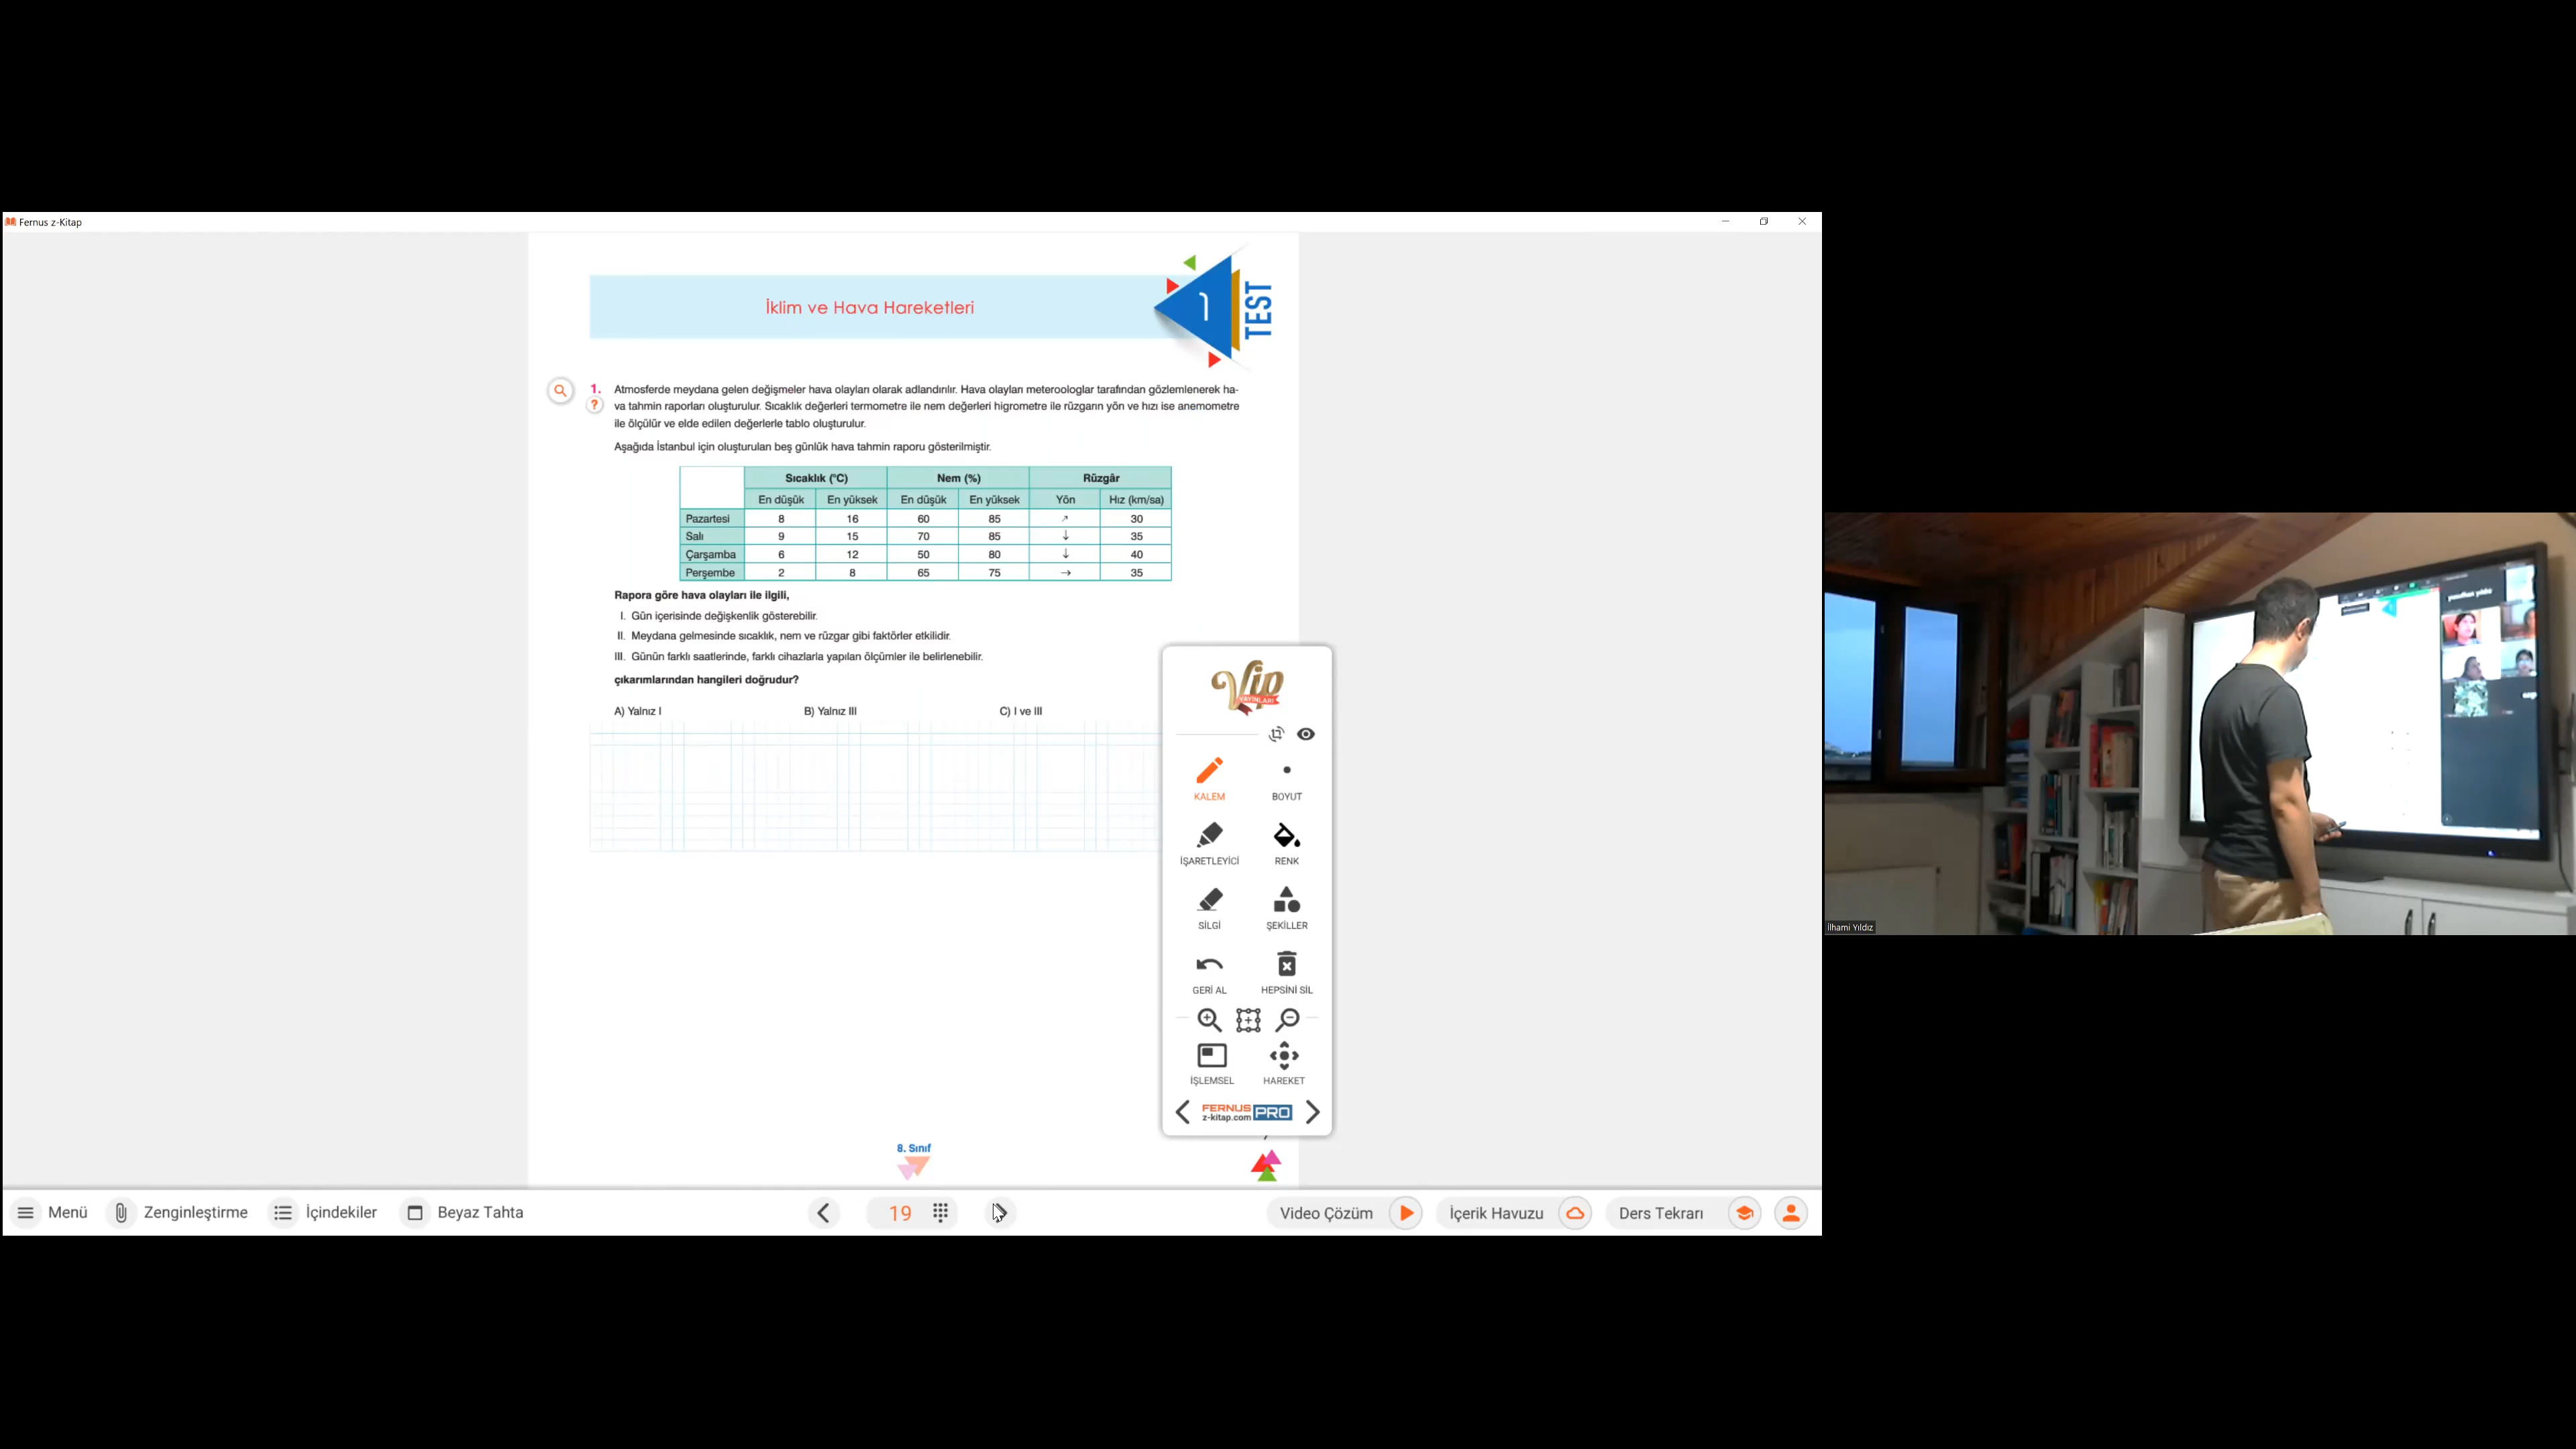 Fernus z-Kitap
İklim ve Hava Hareketleri
1
TEST
1. Atmosferde meydana gelen değişmeler hava olayları olarak adlandırılır. Hava olayları meteroologlar tarafından gözlemlenerek ha-
va tahmin raporları oluşturulur. Sıcaklık değerleri termometre ile nem değerleri higrometre ile rüzgarın yön ve hızı ise anemometre
ile ölçülür ve elde edilen değerlerle tablo oluşturulur.
Aşağıda İstanbul için oluşturulan beş günlük hava tahmin raporu gösterilmiştir.
Sıcaklık (°C) Nem (%) Rüzgâr
En düşük En yüksek En düşük En yüksek Yön Hız (km/sa)
Pazartesi 8 16 60 85 ↗ 30
Salı 9 15 70 85 ↓ 35
Çarşamba 6 12 50 80 ↓ 40
Perşembe 2 8 65 75 → 35
Rapora göre hava olayları ile ilgili,
I. Gün içerisinde değişkenlik gösterebilir.
II. Meydana gelmesinde sıcaklık, nem ve rüzgar gibi faktörler etkilidir.
III. Günün farklı saatlerinde, farklı cihazlarla yapılan ölçümler ile belirlenebilir.
çıkarımlarından hangileri doğrudur?
A) Yalnız I B) Yalnız III C) I ve III
Vip
YAYINLARI
KALEM BOYUT
İŞARETLEYİCİ RENK
SİLGİ ŞEKİLLER
GERİ AL HEPSİNİ SİL
İŞLEMSEL HAREKET
FERNUS
z-kitap.com PRO
8. Sınıf
Menü Zenginleştirme İçindekiler Beyaz Tahta 19 Video Çözüm İçerik Havuzu Ders Tekrarı
İlhami Yıldız